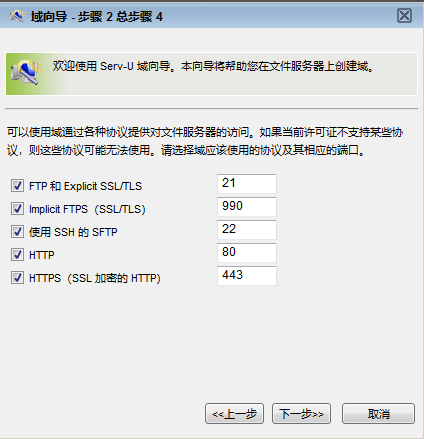 域向导 - 步骤 2 总步骤 4
欢迎使用 Serv-U 域向导。本向导将帮助您在文件服务器上创建域。
可以使用域通过各种协议提供对文件服务器的访问。如果当前许可证不支持某些协
议，则这些协议可能无法使用。请选择域应该使用的协议及其相应的端口。
FTP 和 Explicit SSL/TLS 21
Implicit FTPS（SSL/TLS） 990
使用 SSH 的 SFTP 22
HTTP 80
HTTPS（SSL 加密的 HTTP） 443
<<上一步 下一步>> 取消